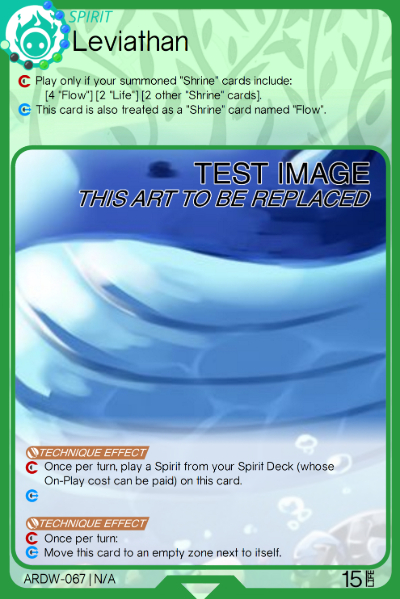 SPIRIT
Leviathan
Play only if your summoned "Shrine" cards include:
[4 "Flow"] [2 "Life"] [2 other "Shrine" cards].
This card is also treated as a "Shrine" card named "Flow".
TEST IMAGE
THIS ART TO BE REPLACED
TECHNIQUE EFFECT
Once per turn, play a Spirit from your Spirit Deck (whose
On-Play cost can be paid) on this card.
TECHNIQUE EFFECT
Once per turn:
Move this card to an empty zone next to itself.
ARDW-067 | N/A
15 LIFE